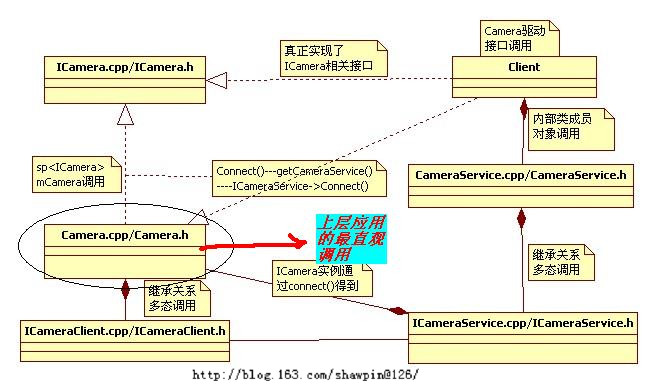 Camera驱动
接口调用
真正实现了
ICamera相关接口
ICamera.cpp/ICamera.h
Client
内部类成员
对象调用
sp<ICamera>
mCamera调用
Connect()---getCameraService()
----ICameraService->Connect()
CameraService.cpp/CameraService.h
Camera.cpp/Camera.h
上层应用
的最直观
调用
继承关系
多态调用
ICamera实例通
过connect()得到
继承关系
多态调用
ICameraClient.cpp/ICameraClient.h
ICameraService.cpp/ICameraService.h
http://blog.163.com/shawpin@126/